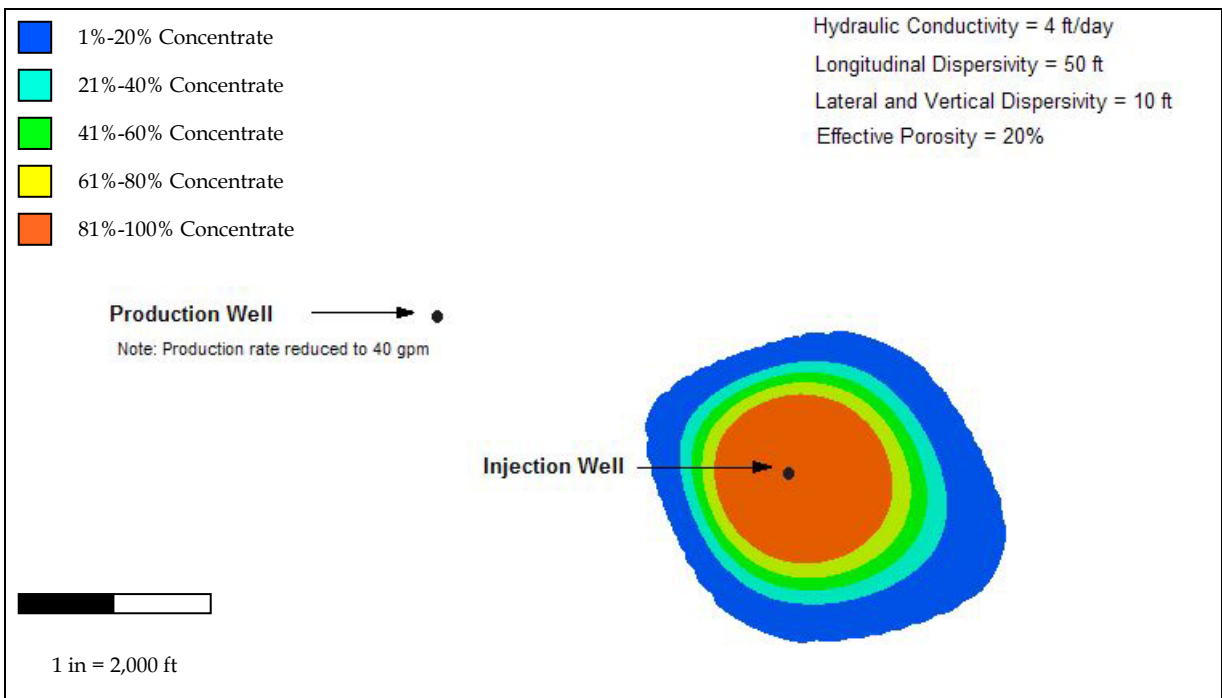 1%-20% Concentrate
21%-40% Concentrate
41%-60% Concentrate
61%-80% Concentrate
81%-100% Concentrate
Hydraulic Conductivity = 4 ft/day
Longitudinal Dispersivity = 50 ft
Lateral and Vertical Dispersivity = 10 ft
Effective Porosity = 20%
Production Well
Note: Production rate reduced to 40 gpm
Injection Well
1 in = 2,000 ft